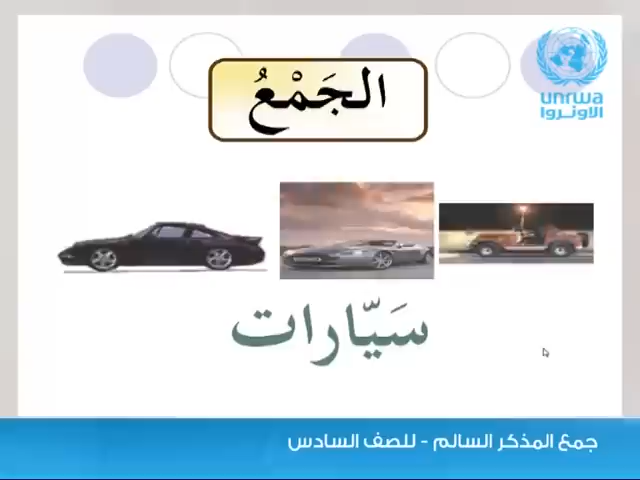 الجَمْعُ
unrwa
الأونروا
سَيّارات
جمع المذكر السالم - للصف السادس